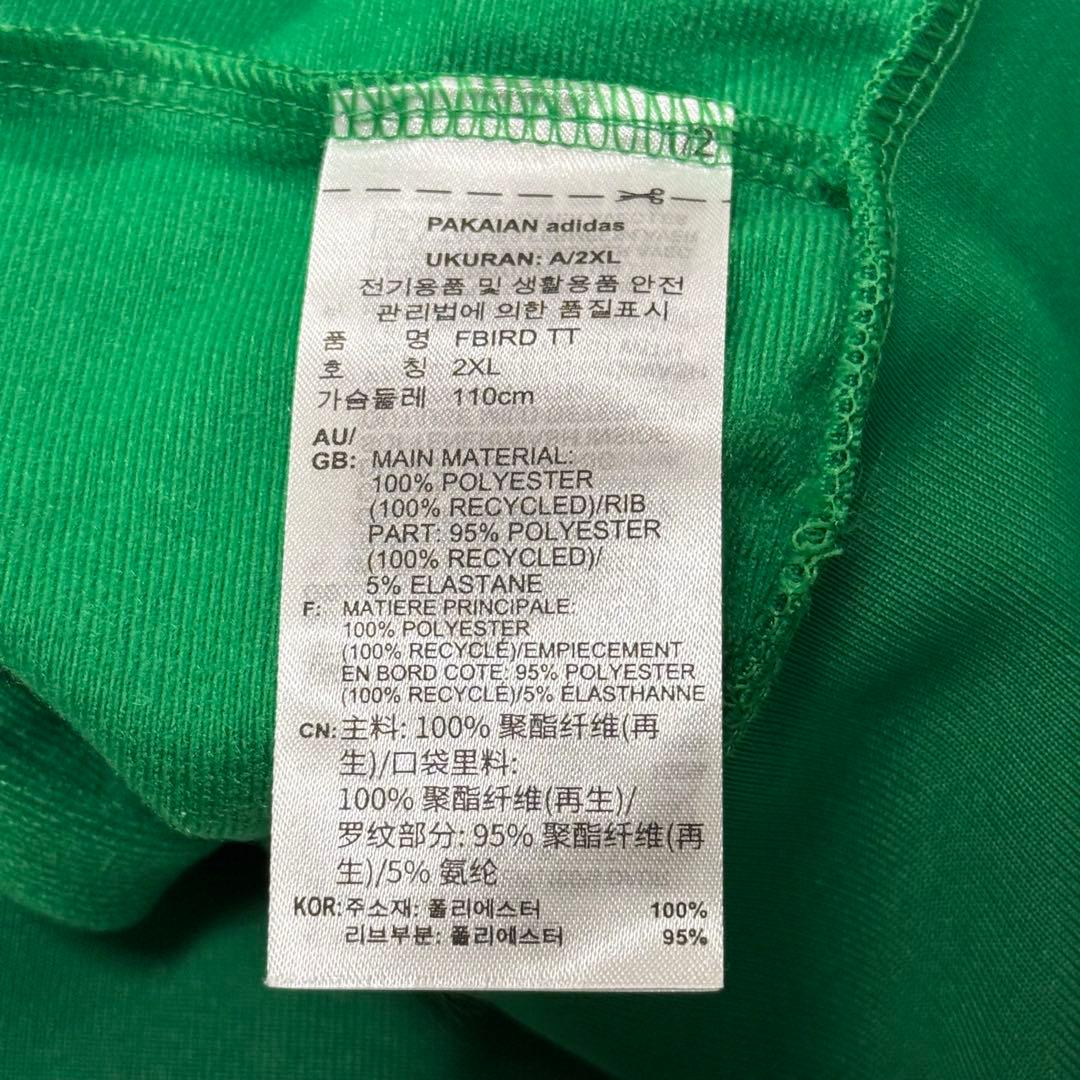 2
PAKAIAN adidas
UKURAN: A/2XL
전기용품 및 생활용품 안전
관리법에 의한 품질표시
품 명 FBIRD TT
호 칭 2XL
가슴둘레 110cm
AU/
GB: MAIN MATERIAL:
100% POLYESTER
(100% RECYCLED)/RIB
PART: 95% POLYESTER
(100% RECYCLED)/
5% ELASTANE
F: MATIERE PRINCIPALE:
100% POLYESTER
(100% RECYCLÉ)/EMPIECEMENT
EN BORD COTE: 95% POLYESTER
(100% RECYCLÉ)/5% ÉLASTHANNE
CN: 主料: 100% 聚酯纤维(再
生)/口袋里料:
100% 聚酯纤维(再生)/
罗纹部分: 95% 聚酯纤维(再
生)/5% 氨纶
KOR: 주소재: 폴리에스터 100%
리브부분: 폴리에스터 95%